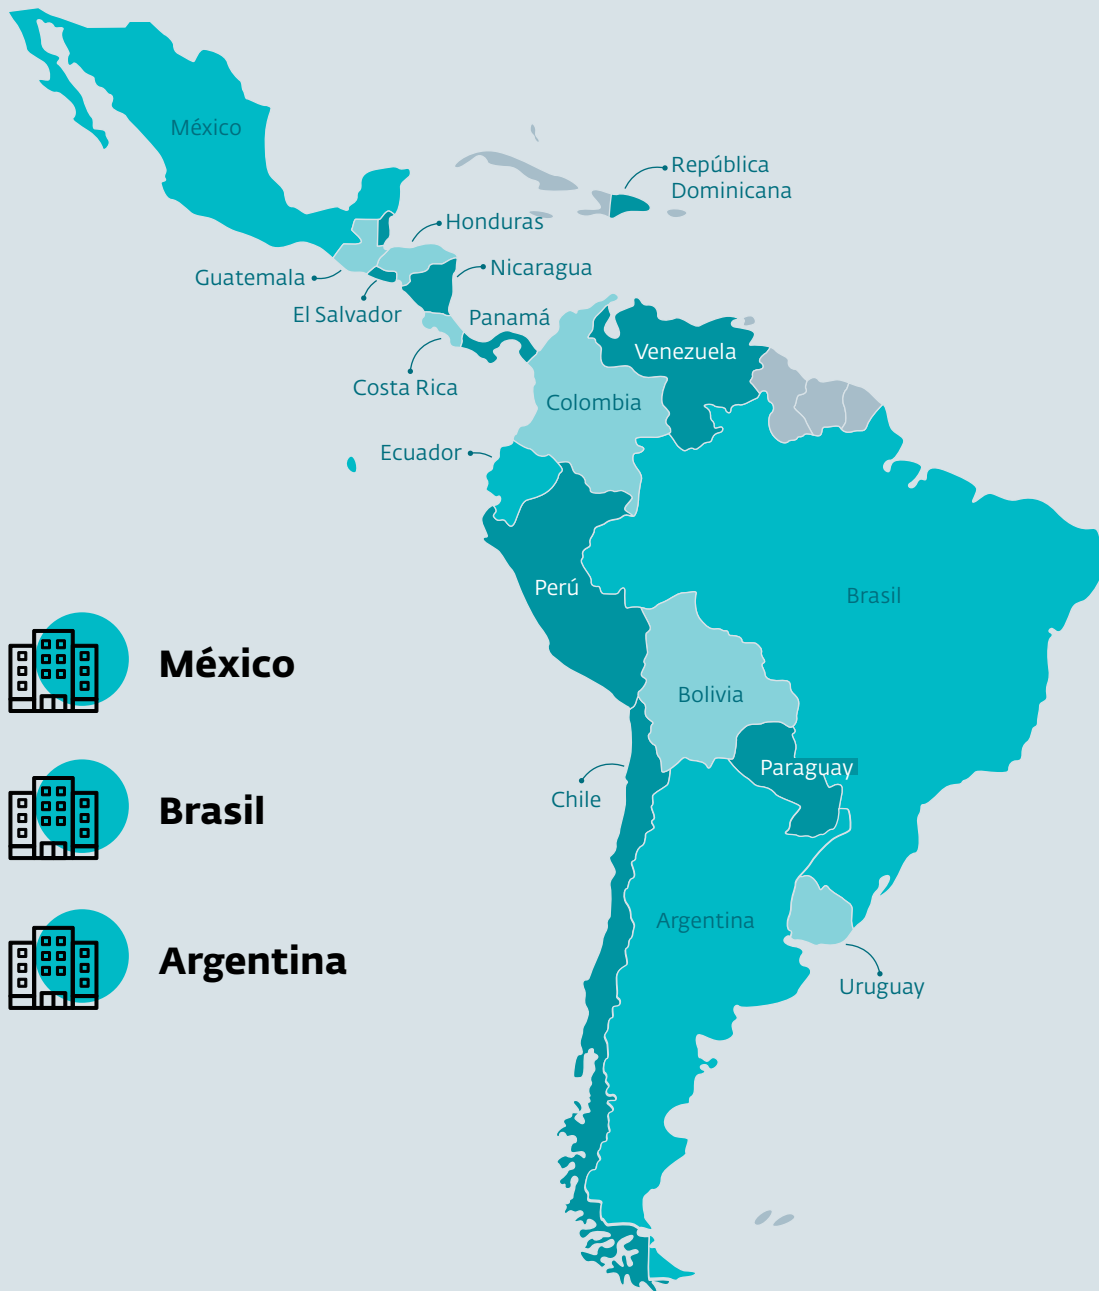 México
República
Dominicana
Honduras
Nicaragua
Guatemala
El Salvador
Panamá
Costa Rica
Venezuela
Colombia
Ecuador
Perú
Brasil
Bolivia
Paraguay
Chile
Argentina
Uruguay
México
Brasil
Argentina